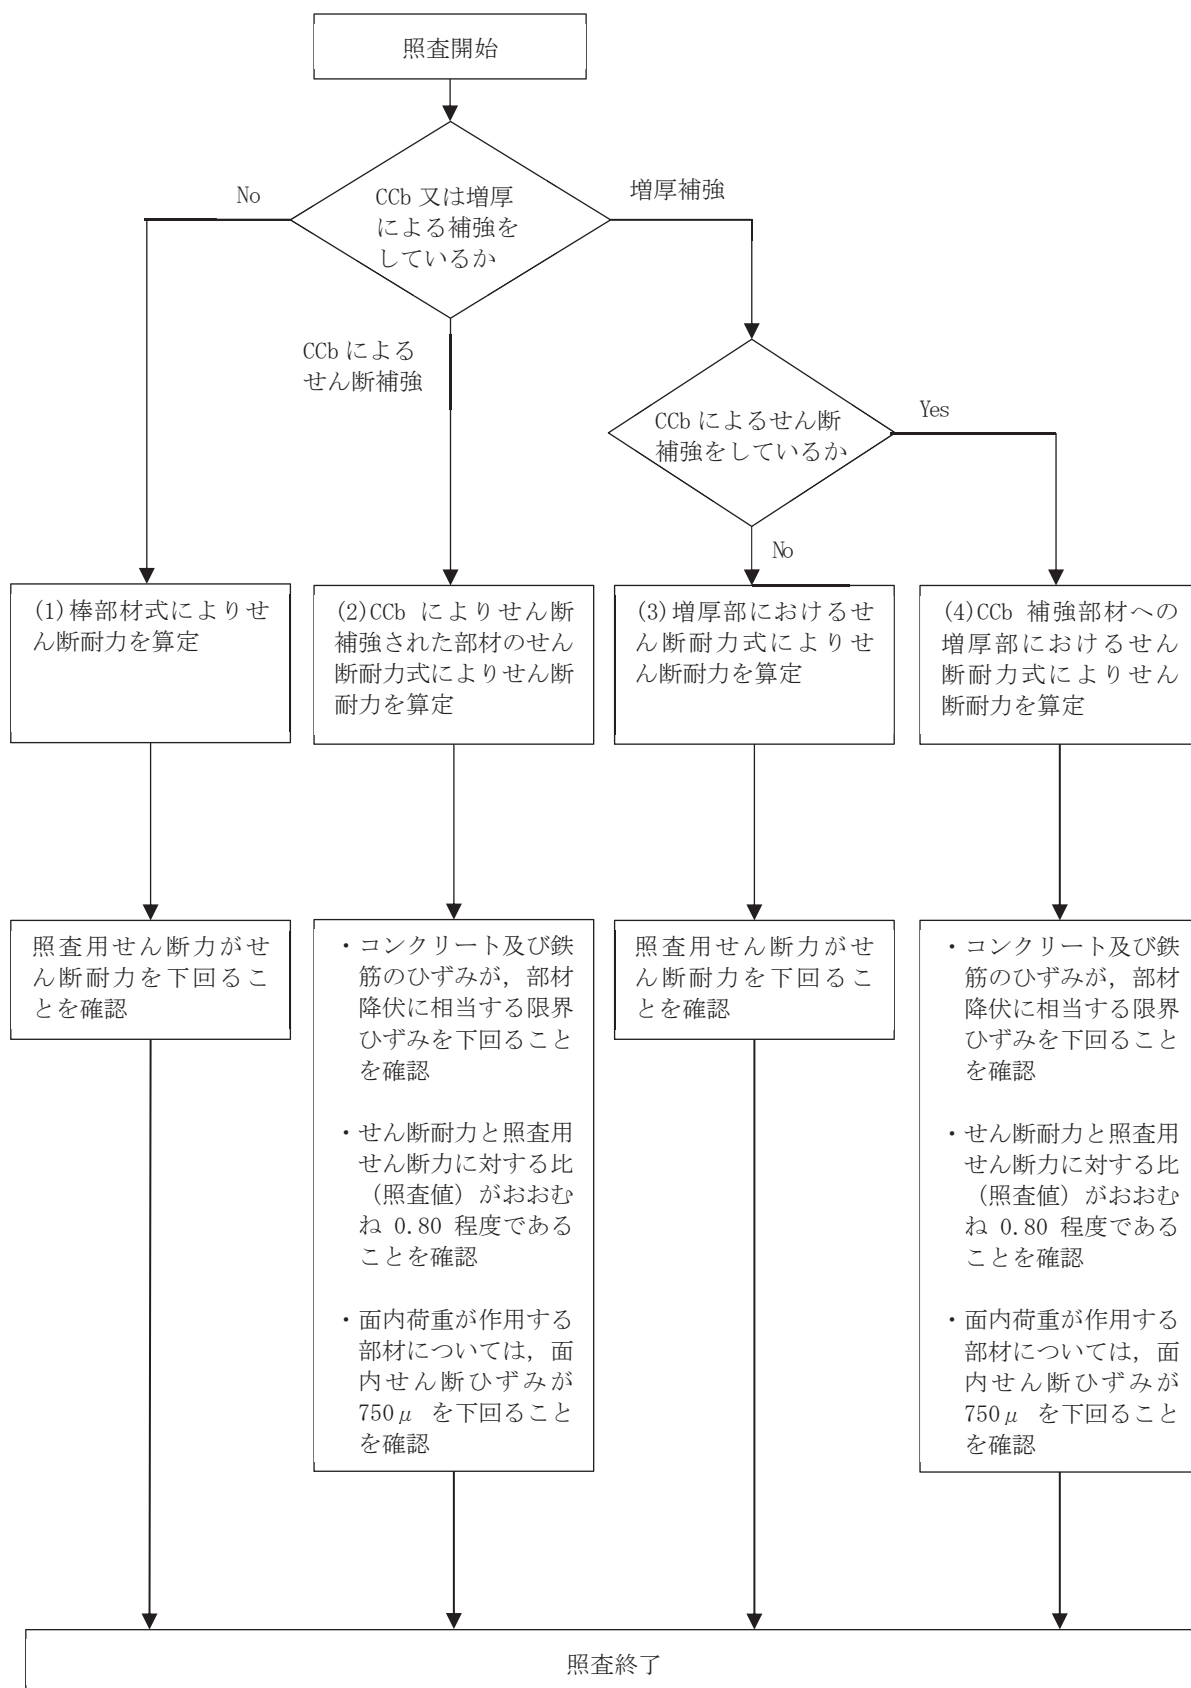 照査開始
No
CCb 又は増厚
による補強を
しているか
増厚補強
CCb による
せん断補強
CCb によるせん断
補強をしているか
Yes
No
(1)棒部材式によりせ
ん断耐力を算定
(2)CCb によりせん断
補強された部材のせん
断耐力式によりせん断
耐力を算定
(3)増厚部におけるせ
ん断耐力式によりせ
ん断耐力を算定
(4)CCb 補強部材への
増厚部におけるせん
断耐力式によりせん
断耐力を算定
照査用せん断力がせ
ん断耐力を下回るこ
とを確認
・コンクリート及び鉄
筋のひずみが，部材
降伏に相当する限界
ひずみを下回ること
を確認
・せん断耐力と照査用
せん断力に対する比
（照査値）がおおむ
ね 0.80 程度である
ことを確認
・面内荷重が作用する
部材については，面
内せん断ひずみが
750μ を下回ること
を確認
照査用せん断力がせ
ん断耐力を下回るこ
とを確認
・コンクリート及び鉄
筋のひずみが，部材
降伏に相当する限界
ひずみを下回ること
を確認
・せん断耐力と照査用
せん断力に対する比
（照査値）がおおむ
ね 0.80 程度である
ことを確認
・面内荷重が作用する
部材については，面
内せん断ひずみが
750μ を下回ること
を確認
照査終了